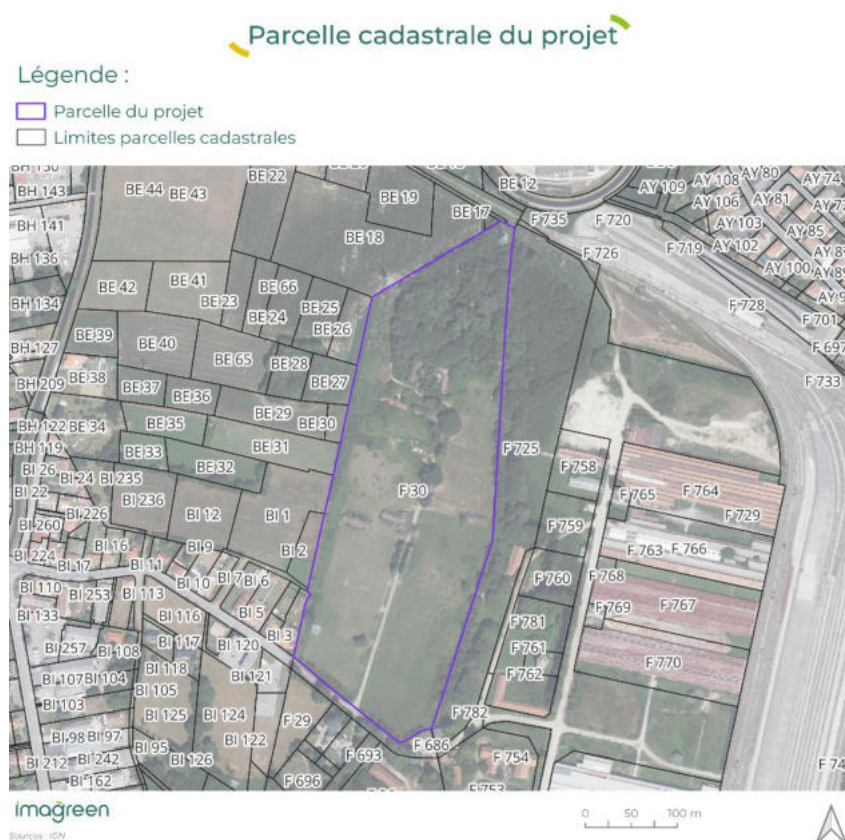 Parcelle cadastrale du projet
Légende :
Parcelle du projet
Limites parcelles cadastrales
BH 143
BE 44
BE 43
BE 22
BE 19
BE 17
BE 12
AY 109
AY 108
AY 80
AY 74
BH 141
BE 18
F 735
F 720
AY 106
AY 81
BH 136
F 726
F 719
AY 103
AY 102
AY 85
BE 42
BE 41
BE 66
AY 100
BH 134
BE 23
BE 24
BE 25
BE 26
F 728
F 701
BH 127
BE 39
BE 40
BE 65
BE 28
F 697
BH 209
BE 38
BE 37
BE 36
BE 27
F 733
BH 122
BE 34
BE 35
BE 29
BE 30
BH 119
BE 33
BE 31
F 725
BI 26
BI 24
BI 235
BE 32
F 758
BI 22
BI 236
F 30
F 765
F 764
BI 226
BI 12
BI 1
F 729
BI 260
F 759
BI 16
BI 9
BI 2
F 763
F 766
BI 224
BI 17
BI 11
BI 10
BI 7
BI 6
F 760
F 768
BI 110
BI 253
BI 113
F 769
F 767
BI 133
BI 116
BI 5
F 781
BI 257
BI 108
BI 117
BI 120
BI 3
F 761
F 770
BI 107
BI 104
BI 118
BI 121
F 762
BI 103
BI 105
BI 125
BI 124
F 29
F 782
BI 98
BI 97
BI 95
BI 122
F 686
BI 212
BI 242
BI 126
F 693
F 754
BI 162
F 696
F 753
imagreen
Sources : IGN
0 50 100 m